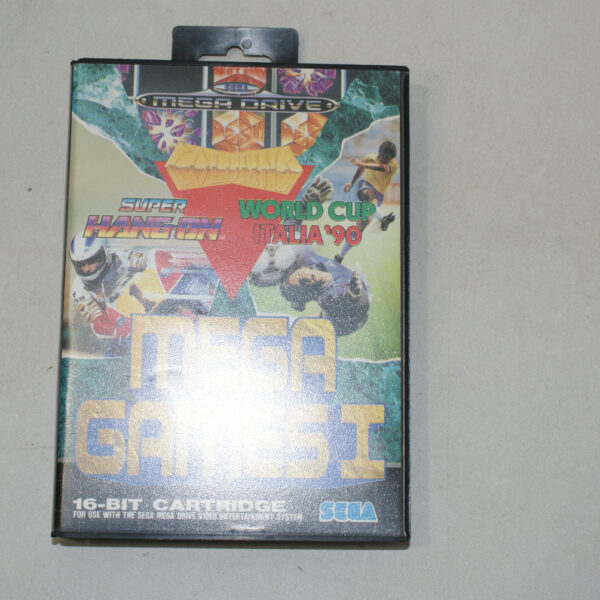 SEGA
MEGA DRIVE
COLUMNS
SUPER
HANG-ON
WORLD CUP
ITALIA '90
MEGA
GAMES I
16-BIT CARTRIDGE
FOR USE WITH THE SEGA MEGA DRIVE VIDEO ENTERTAINMENT SYSTEM
SEGA